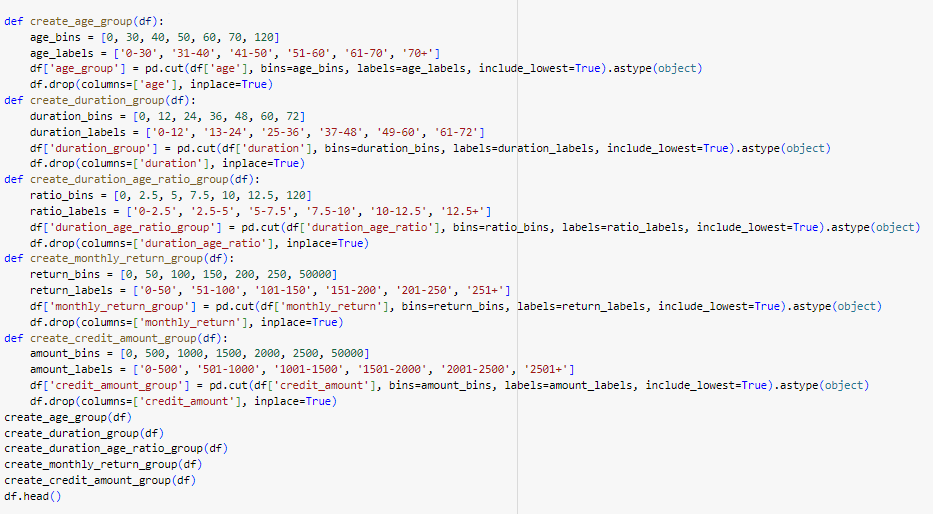 def create_age_group(df):
    age_bins = [0, 30, 40, 50, 60, 70, 120]
    age_labels = ['0-30', '31-40', '41-50', '51-60', '61-70', '70+']
    df['age_group'] = pd.cut(df['age'], bins=age_bins, labels=age_labels, include_lowest=True).astype(object)
    df.drop(columns=['age'], inplace=True)
def create_duration_group(df):
    duration_bins = [0, 12, 24, 36, 48, 60, 72]
    duration_labels = ['0-12', '13-24', '25-36', '37-48', '49-60', '61-72']
    df['duration_group'] = pd.cut(df['duration'], bins=duration_bins, labels=duration_labels, include_lowest=True).astype(object)
    df.drop(columns=['duration'], inplace=True)
def create_duration_age_ratio_group(df):
    ratio_bins = [0, 2.5, 5, 7.5, 10, 12.5, 120]
    ratio_labels = ['0-2.5', '2.5-5', '5-7.5', '7.5-10', '10-12.5', '12.5+']
    df['duration_age_ratio_group'] = pd.cut(df['duration_age_ratio'], bins=ratio_bins, labels=ratio_labels, include_lowest=True).astype(object)
    df.drop(columns=['duration_age_ratio'], inplace=True)
def create_monthly_return_group(df):
    return_bins = [0, 50, 100, 150, 200, 250, 50000]
    return_labels = ['0-50', '51-100', '101-150', '151-200', '201-250', '251+']
    df['monthly_return_group'] = pd.cut(df['monthly_return'], bins=return_bins, labels=return_labels, include_lowest=True).astype(object)
    df.drop(columns=['monthly_return'], inplace=True)
def create_credit_amount_group(df):
    amount_bins = [0, 500, 1000, 1500, 2000, 2500, 50000]
    amount_labels = ['0-500', '501-1000', '1001-1500', '1501-2000', '2001-2500', '2501+']
    df['credit_amount_group'] = pd.cut(df['credit_amount'], bins=amount_bins, labels=amount_labels, include_lowest=True).astype(object)
    df.drop(columns=['credit_amount'], inplace=True)
create_age_group(df)
create_duration_group(df)
create_duration_age_ratio_group(df)
create_monthly_return_group(df)
create_credit_amount_group(df)
df.head()